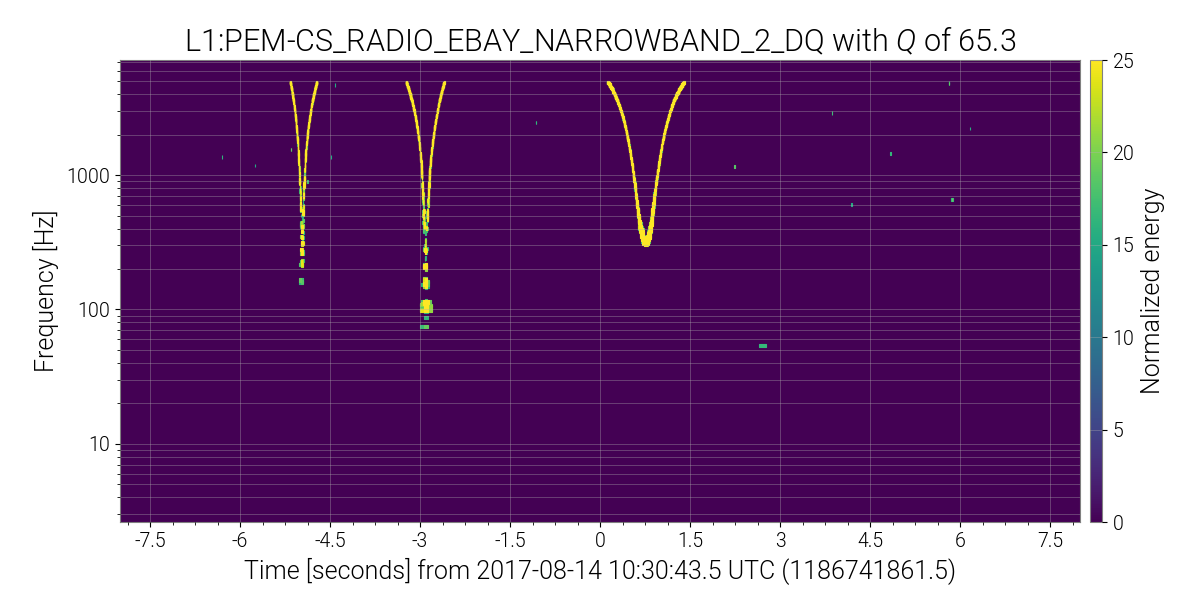 L1:PEM-CS_RADIO_EBAY_NARROWBAND_2_DQ with Q of 65.3
Frequency [Hz]
1000
100
10
-7.5 -6 -4.5 -3 -1.5 0 1.5 3 4.5 6 7.5
Time [seconds] from 2017-08-14 10:30:43.5 UTC (1186741861.5)
25
20
15
10
5
0
Normalized energy